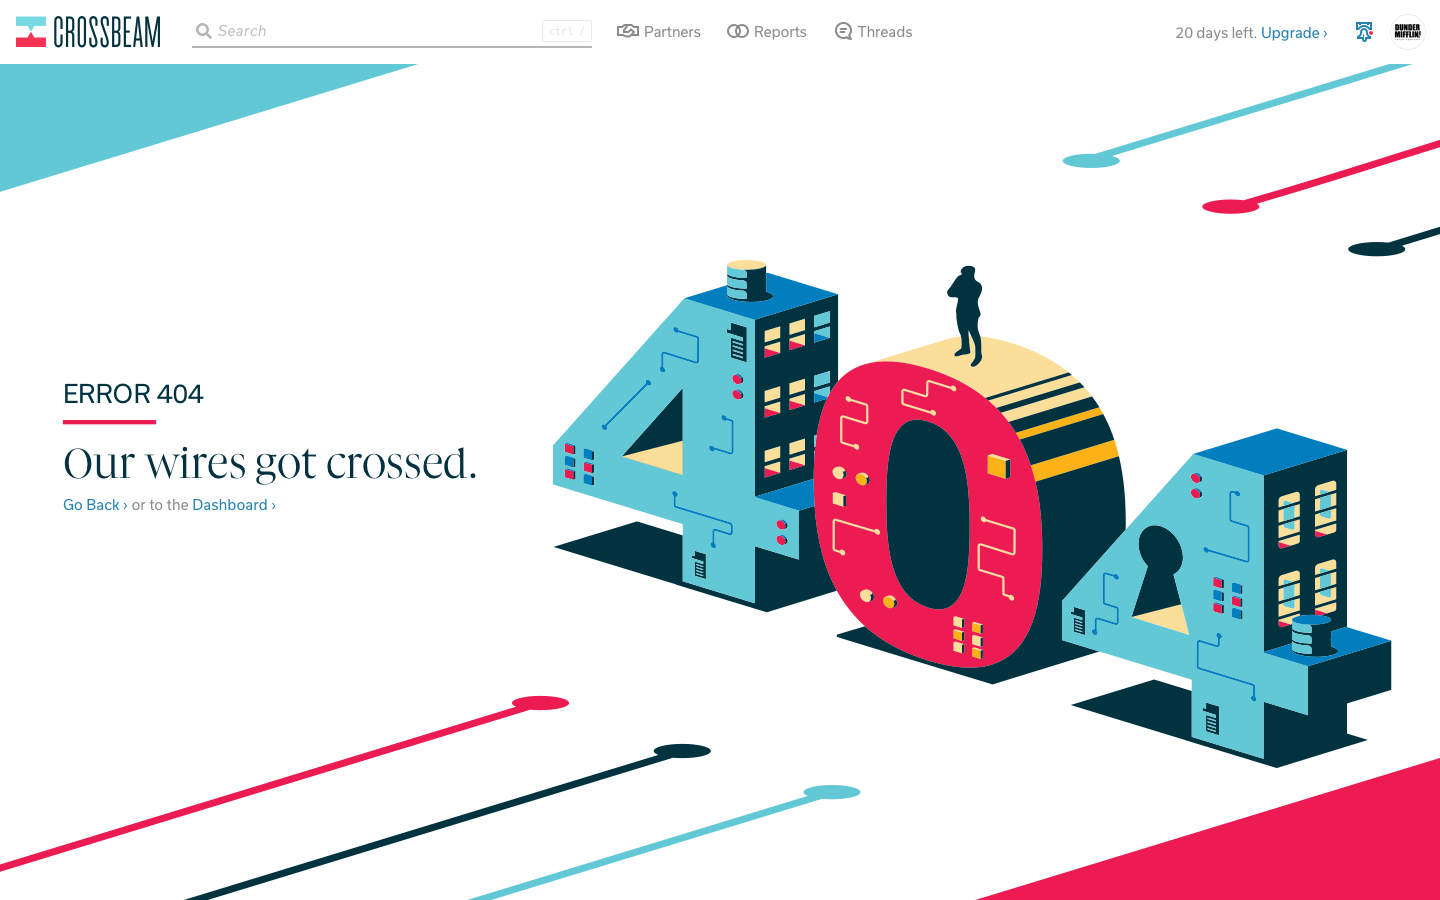 CROSSBEAM
Search
ctrl /
Partners
Reports
Threads
20 days left. Upgrade ›
DUNDER
MIFFLIN!
ERROR 404
Our wires got crossed.
Go Back › or to the Dashboard ›
404